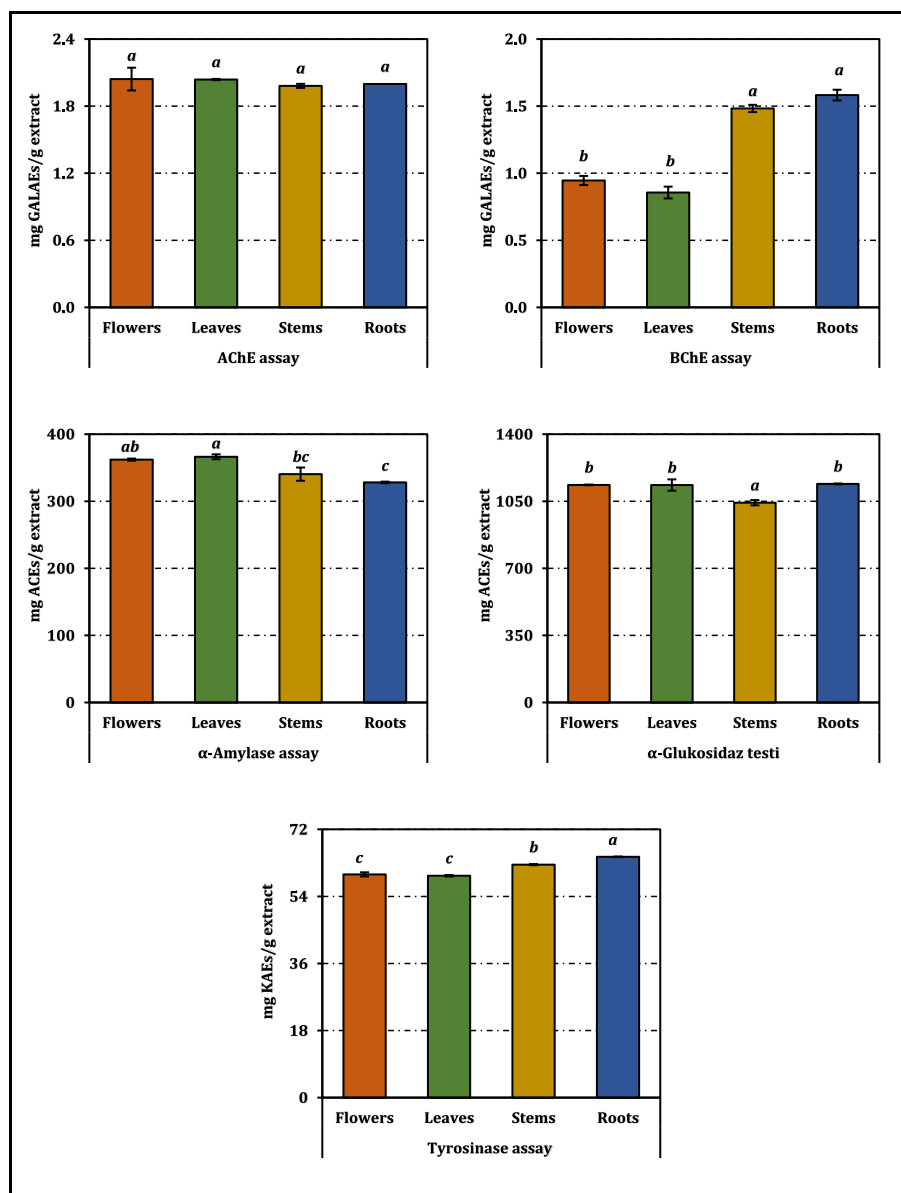 mg GALAEs/g extract
2.4
1.8
1.2
0.6
0.0
a a a a
Flowers Leaves Stems Roots
AChE assay
mg GALAEs/g extract
2.0
1.5
1.0
0.5
0.0
b b a a
Flowers Leaves Stems Roots
BChE assay
mg ACEs/g extract
400
300
200
100
0
ab a bc c
Flowers Leaves Stems Roots
α-Amylase assay
mg ACEs/g extract
1400
1050
700
350
0
b b a b
Flowers Leaves Stems Roots
α-Glukosidaz testi
mg KAEs/g extract
72
54
36
18
0
c c b a
Flowers Leaves Stems Roots
Tyrosinase assay